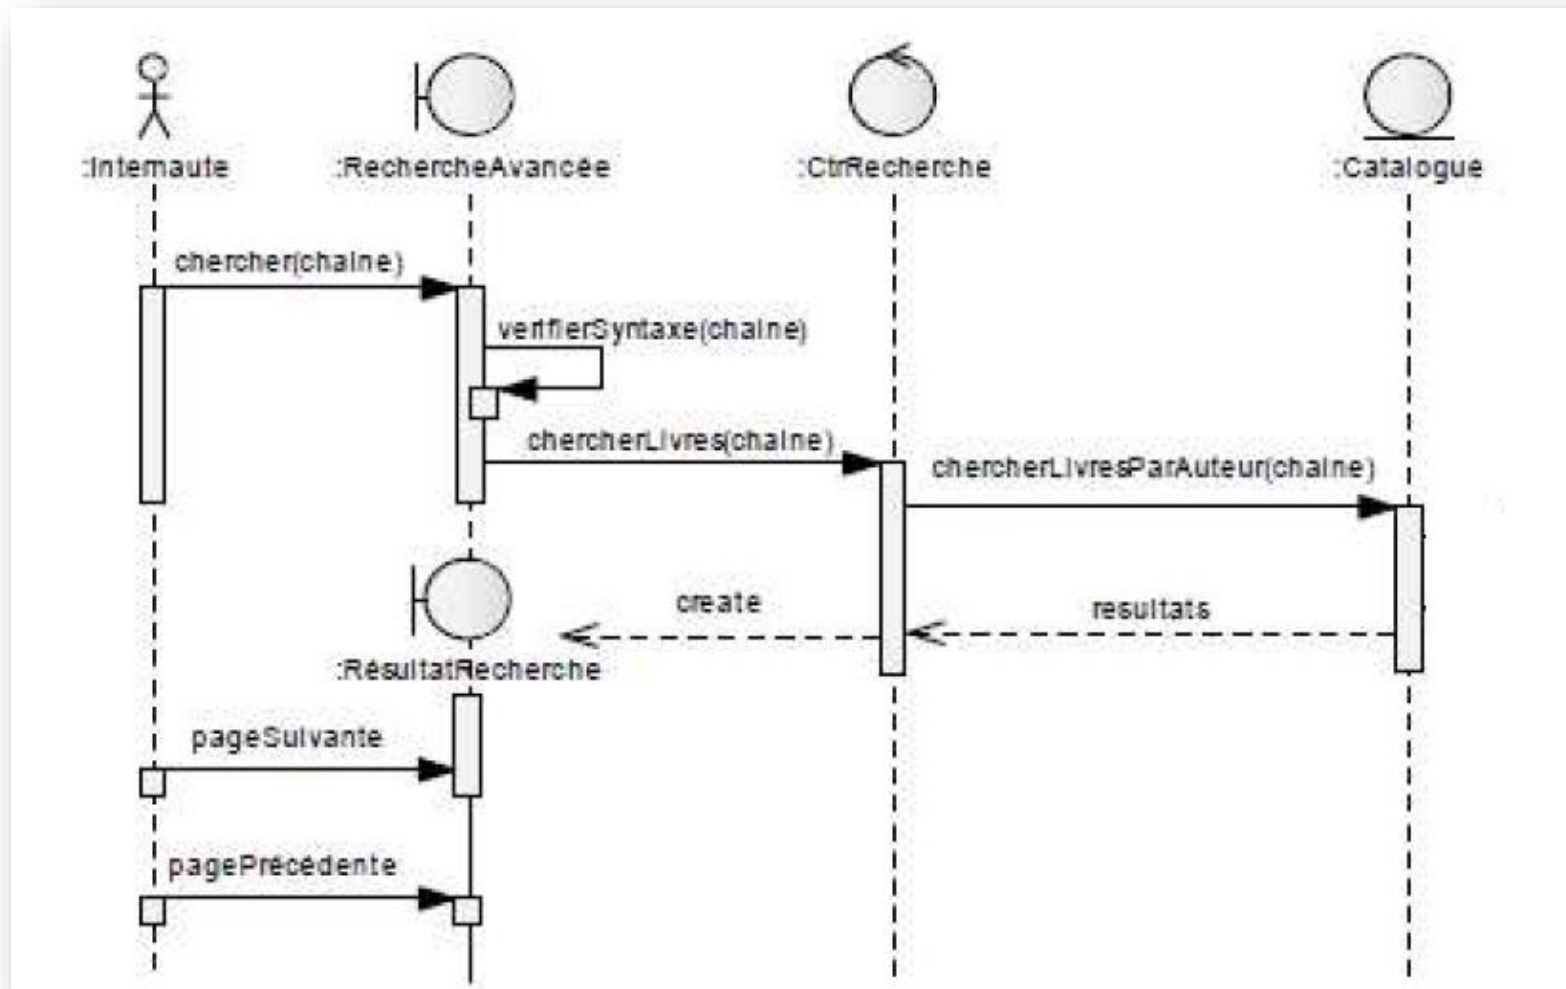 :Internaute
:RechercheAvancée
:CtrRecherche
:Catalogue
chercher(chaine)
verifierSyntaxe(chaine)
chercherLivres(chaine)
chercherLivresParAuteur(chaine)
create
resultats
:RésultatRecherche
pageSuivante
pagePrécédente